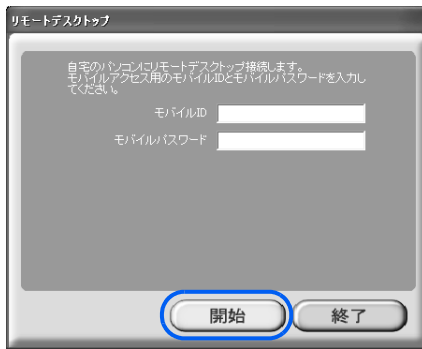 リモートデスクトップ
自宅のパソコンにリモートデスクトップ接続します。
モバイルアクセス用のモバイルIDとモバイルパスワードを入力し
てください。
モバイルID
モバイルパスワード
開始
終了